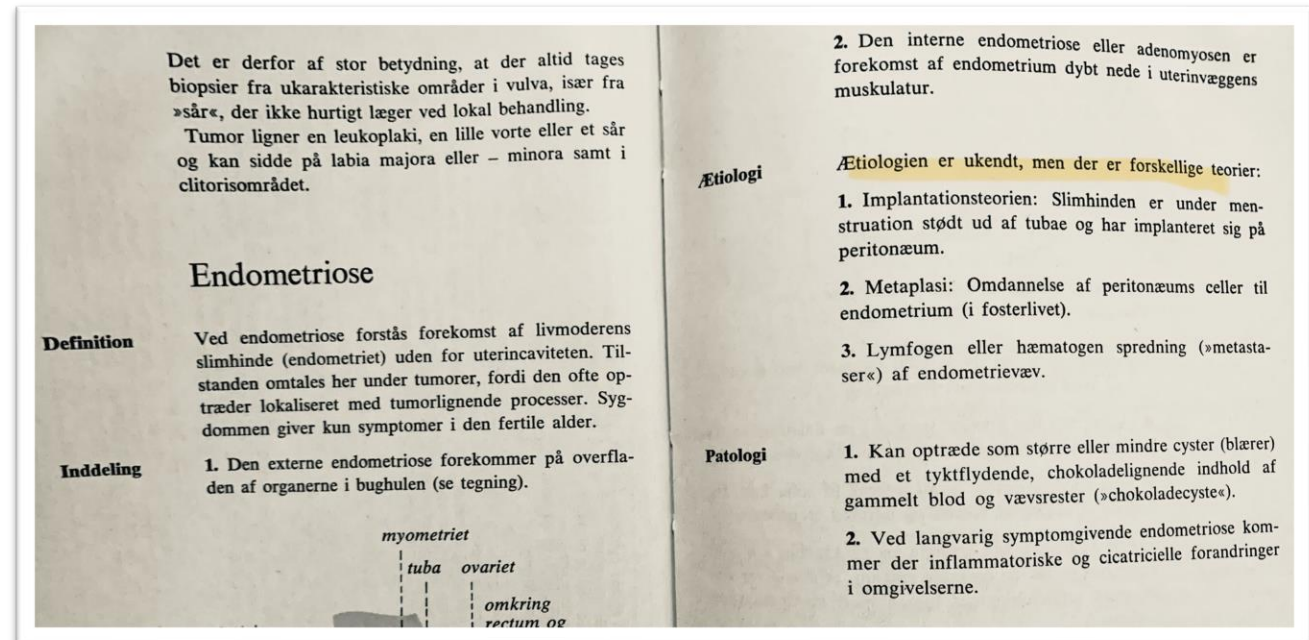 Det er derfor af stor betydning, at der altid tages
biopsier fra ukarakteristiske områder i vulva, især fra
»sår«, der ikke hurtigt læger ved lokal behandling.
Tumor ligner en leukoplaki, en lille vorte eller et sår
og kan sidde på labia majora eller – minora samt i
clitorisområdet.
Endometriose
Definition
Ved endometriose forstås forekomst af livmoderens
slimhinde (endometriet) uden for uterincaviteten. Til-
standen omtales her under tumorer, fordi den ofte op-
træder lokaliseret med tumorlignende processer. Syg-
dommen giver kun symptomer i den fertile alder.
Inddeling
1. Den externe endometriose forekommer på overfla-
den af organerne i bughulen (se tegning).
myometriet
tuba ovariet
omkring
rectum og
2. Den interne endometriose eller adenomyosen er
forekomst af endometrium dybt nede i uterinvæggens
muskulatur.
Ætiologi
Ætiologien er ukendt, men der er forskellige teorier:
1. Implantationsteorien: Slimhinden er under men-
struation stødt ud af tubae og har implanteret sig på
peritonæum.
2. Metaplasi: Omdannelse af peritonæums celler til
endometrium (i fosterlivet).
3. Lymfogen eller hæmatogen spredning (»metasta-
ser«) af endometrievæv.
Patologi
1. Kan optræde som større eller mindre cyster (blærer)
med et tyktflydende, chokoladelignende indhold af
gammelt blod og vævsrester (»chokoladecyste«).
2. Ved langvarig symptomgivende endometriose kom-
mer der inflammatoriske og cicatricielle forandringer
i omgivelserne.